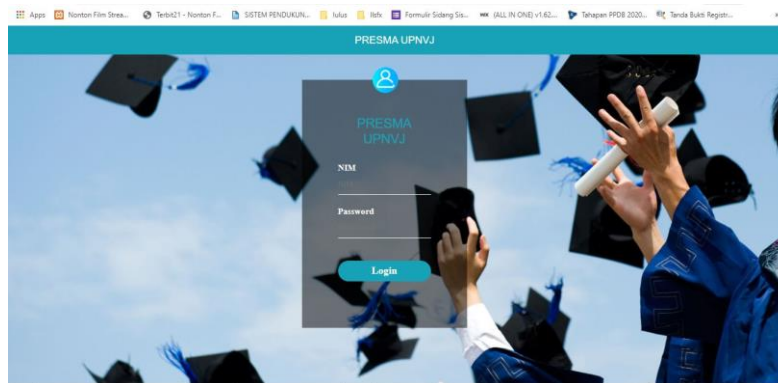 Apps Nonton Film Strea... Terbit21 - Nonton F... SISTEM PENDUKUN... lulus Formulir Sidang Sis... (ALL IN ONE) v1.62.... Tahapan PPDB 2020... Tanda Bukti Registr...
PRESMA UPNVJ
PRESMA
UPNVJ
NIM
Password
Login